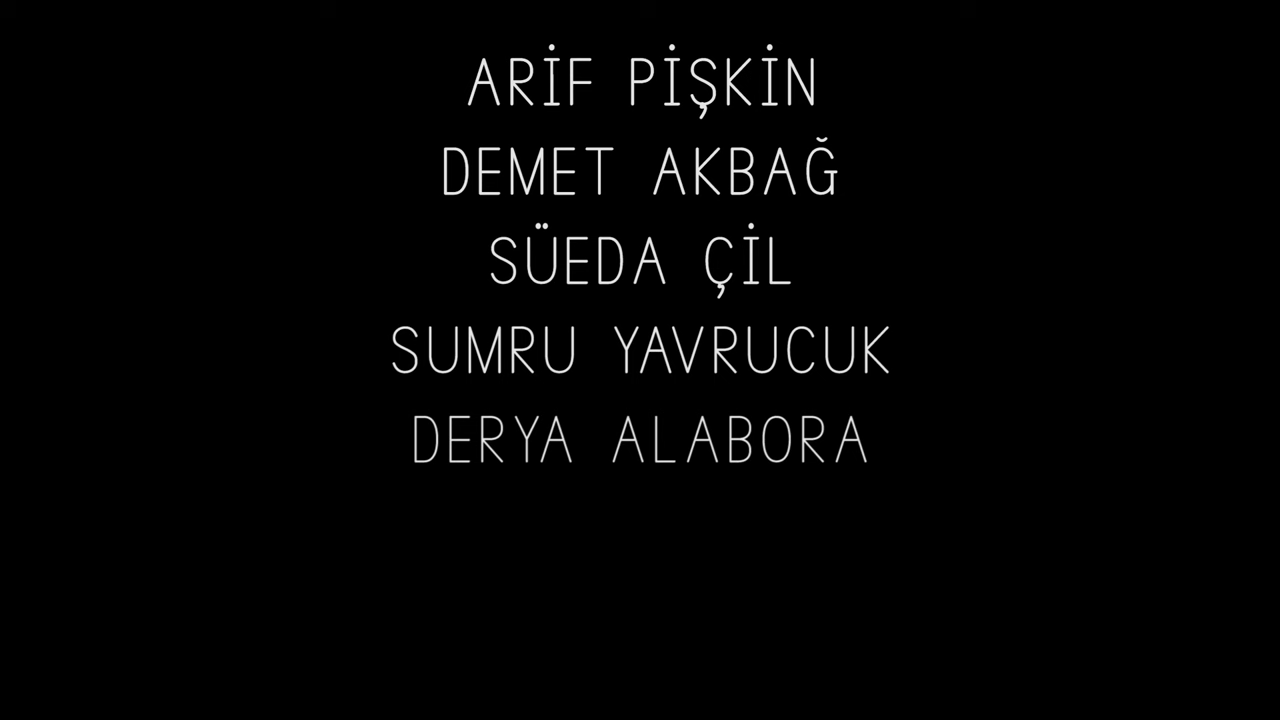 ARİF PİŞKİN
DEMET AKBAĞ
SÜEDA ÇİL
SUMRU YAVRUCUK
DERYA ALABORA